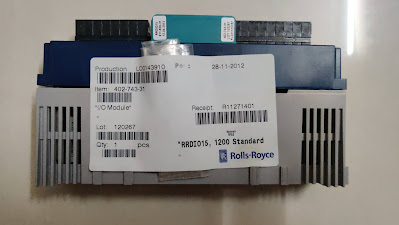 Production L00143910
28-11-2012
Item: 402-743-31
"I/O Module"
Receipt R11271401
Lot: 120267
Qty: 1 pcs
"RRDIO15, 1200 Standard
Rolls-Royce